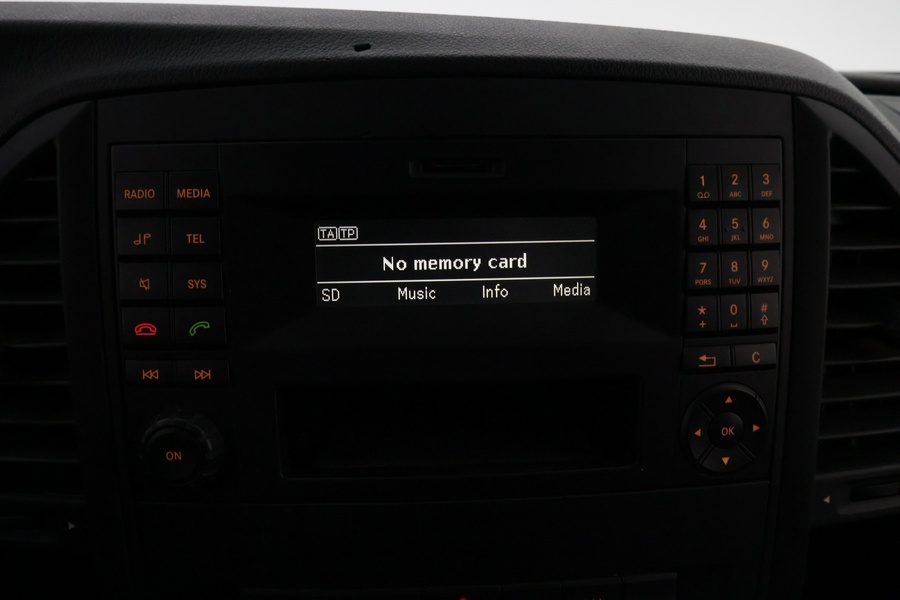 RADIO MEDIA
TEL
SYS
ON
TA TP
No memory card
SD Music Info Media
1 2 ABC 3 DEF
4 GHI 5 JKL 6 MNO
7 PQRS 8 TUV 9 WXYZ
* + 0 #
C
OK